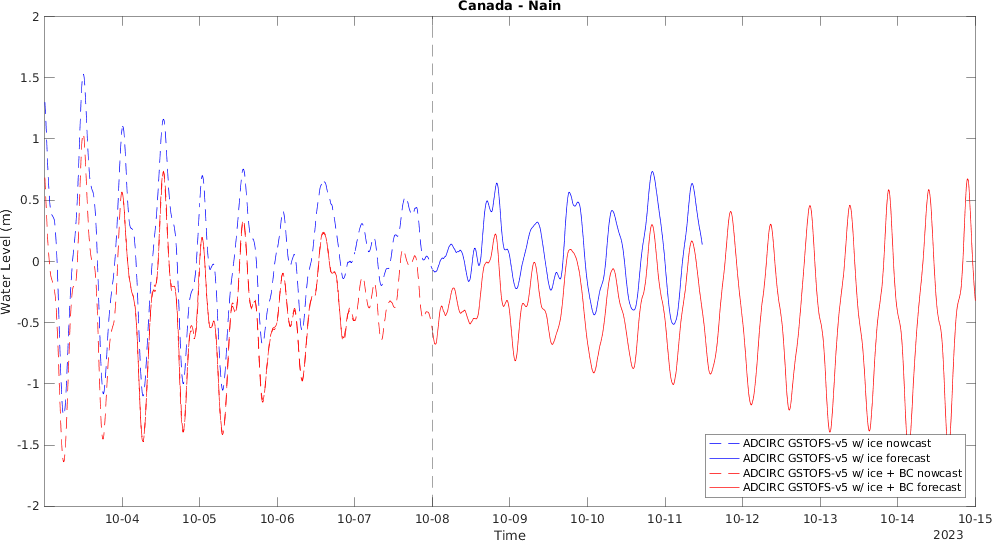 Canada - Nain
Water Level (m)
2
1.5
1
0.5
0
-0.5
-1
-1.5
-2
ADCIRC GSTOFS-v5 w/ ice nowcast
ADCIRC GSTOFS-v5 w/ ice forecast
ADCIRC GSTOFS-v5 w/ ice + BC nowcast
ADCIRC GSTOFS-v5 w/ ice + BC forecast
10-04 10-05 10-06 10-07 10-08 10-09 10-10 10-11 10-12 10-13 10-14 10-15
Time
2023